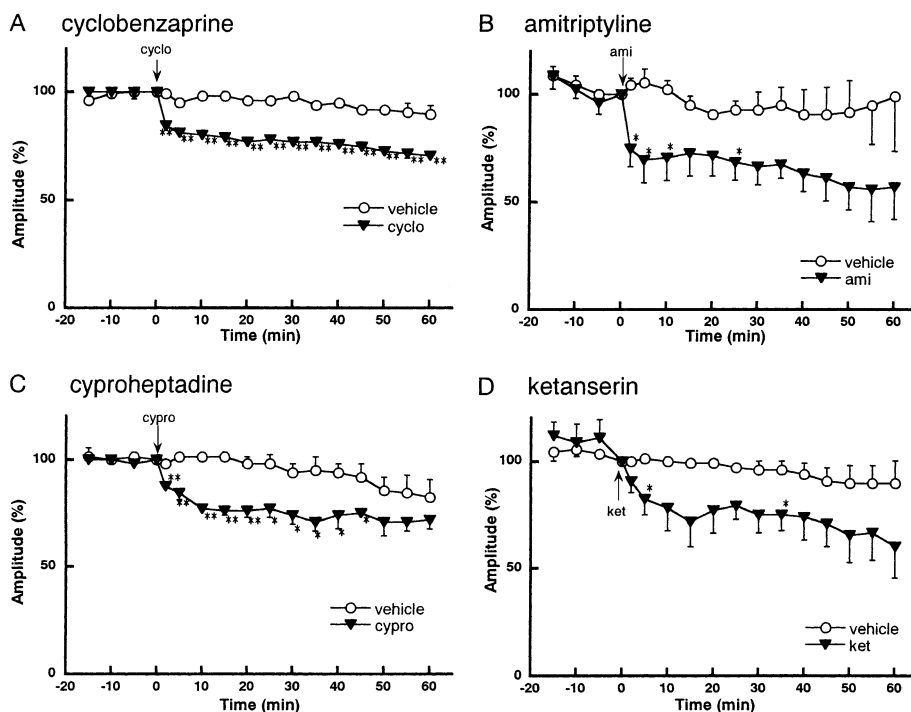 A cyclobenzaprine
cyclo
100
50
0
Amplitude (%)
vehicle
cyclo
** ** ** ** ** ** ** ** ** ** ** ** **
-20 -10 0 10 20 30 40 50 60
Time (min)
B amitriptyline
ami
100
50
0
Amplitude (%)
* * * *
vehicle
ami
-20 -10 0 10 20 30 40 50 60
Time (min)
C cyproheptadine
cypro
100
50
0
Amplitude (%)
** ** ** ** ** ** * * * *
vehicle
cypro
-20 -10 0 10 20 30 40 50 60
Time (min)
D ketanserin
ket
100
50
0
Amplitude (%)
* *
vehicle
ket
-20 -10 0 10 20 30 40 50 60
Time (min)